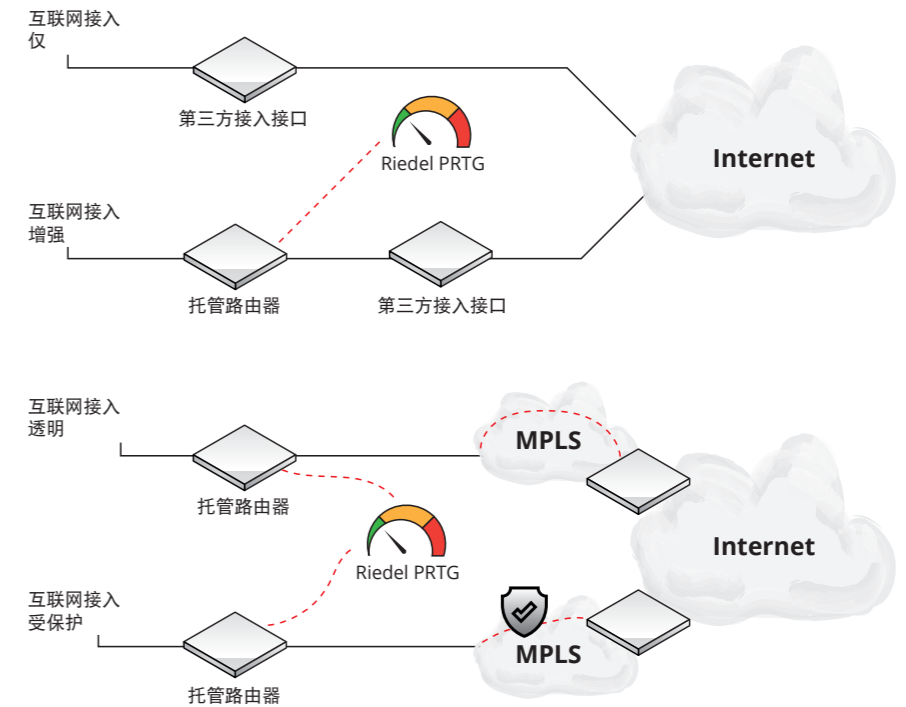 互联网接入
仅
第三方接入接口
Riedel PRTG
Internet
互联网接入
增强
托管路由器
第三方接入接口
互联网接入
透明
MPLS
托管路由器
Internet
Riedel PRTG
互联网接入
受保护
MPLS
托管路由器